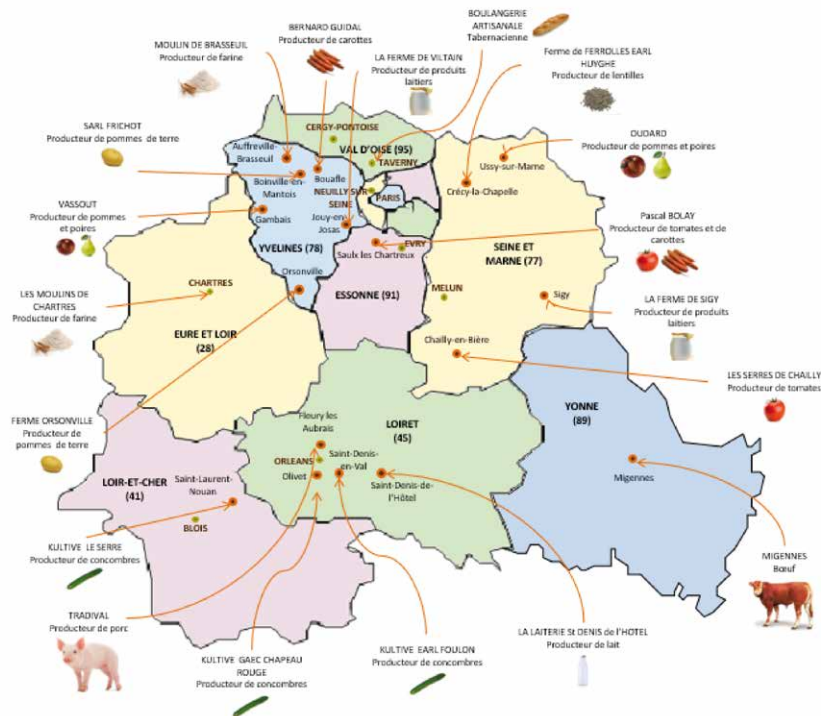 BOULANGERIE
ARTISANALE
Tabernacienne
BERNARD GUIDAL
Producteur de carottes
MOULIN DE BRASSEUIL
Producteur de farine
LA FERME DE VILTAIN
Producteur de produits
laitiers
Ferme de FERROLLES EARL
HUYGHE
Producteur de lentilles
SARL FRICHOT
Producteur de pommes de terre
OUDARD
Producteur de pommes et poires
VASSOUT
Producteur de pommes
et poires
Pascal BOLAY
Producteur de tomates et de
carottes
LES MOULINS DE
CHARTRES
Producteur de farine
LA FERME DE SIGY
Producteur de produits
laitiers
LES SERRES DE CHAILLY
Producteur de tomates
FERME ORSONVILLE
Producteur de
pommes de terre
CERGY-PONTOISE
VAL D'OISE (95)
TAVERNY
Auffreville-
Brasseuil
Boinville-en-
Mantois
Bouafle
NEUILLY SUR
SEINE
PARIS
Gambais
Jouy-en-
Josas
YVELINES (78)
Orsonville
Ussy-sur-Marne
Crécy-la-Chapelle
EVRY
Saulx les Chartreux
ESSONNE (91)
SEINE ET
MARNE (77)
MELUN
Sigy
Chailly-en-Bière
CHARTRES
EURE ET LOIR
(28)
LOIRET
(45)
Fleury les
Aubrais
ORLEANS
Olivet
Saint-Denis-
en-Val
Saint-Denis-de-
l'Hôtel
YONNE
(89)
Migennes
LOIR-ET-CHER
(41)
Saint-Laurent-
Nouan
BLOIS
KULTIVE LE SERRE
Producteur de concombres
TRADIVAL
Producteur de porc
KULTIVE GAEC CHAPEAU
ROUGE
Producteur de concombres
KULTIVE EARL FOULON
Producteur de concombres
LA LAITERIE St DENIS de l'HOTEL
Producteur de lait
MIGENNES
Bœuf